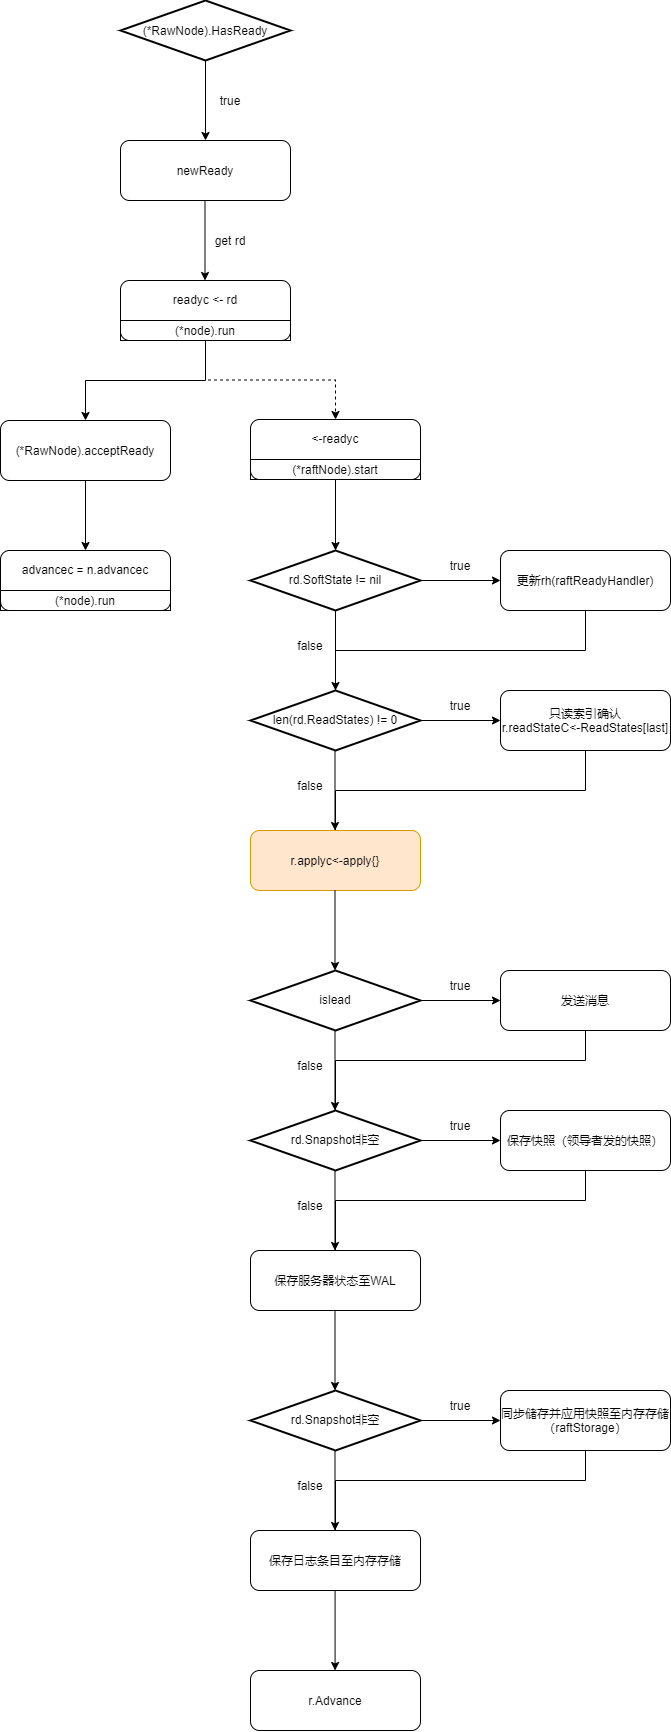 (*RawNode).HasReady
true
newReady
get rd
readyc <- rd
(*node).run
(*RawNode).acceptReady
<-readyc
(*raftNode).start
advancec = n.advancec
(*node).run
rd.SoftState != nil
true
更新rh(raftReadyHandler)
false
len(rd.ReadStates) != 0
true
只读索引确认
r.readStateC<-ReadStates[last]
false
r.applyc<-apply{}
islead
true
发送消息
false
rd.Snapshot非空
true
保存快照（领导者发的快照）
false
保存服务器状态至WAL
rd.Snapshot非空
true
同步储存并应用快照至内存存储
（raftStorage）
false
保存日志条目至内存存储
r.Advance